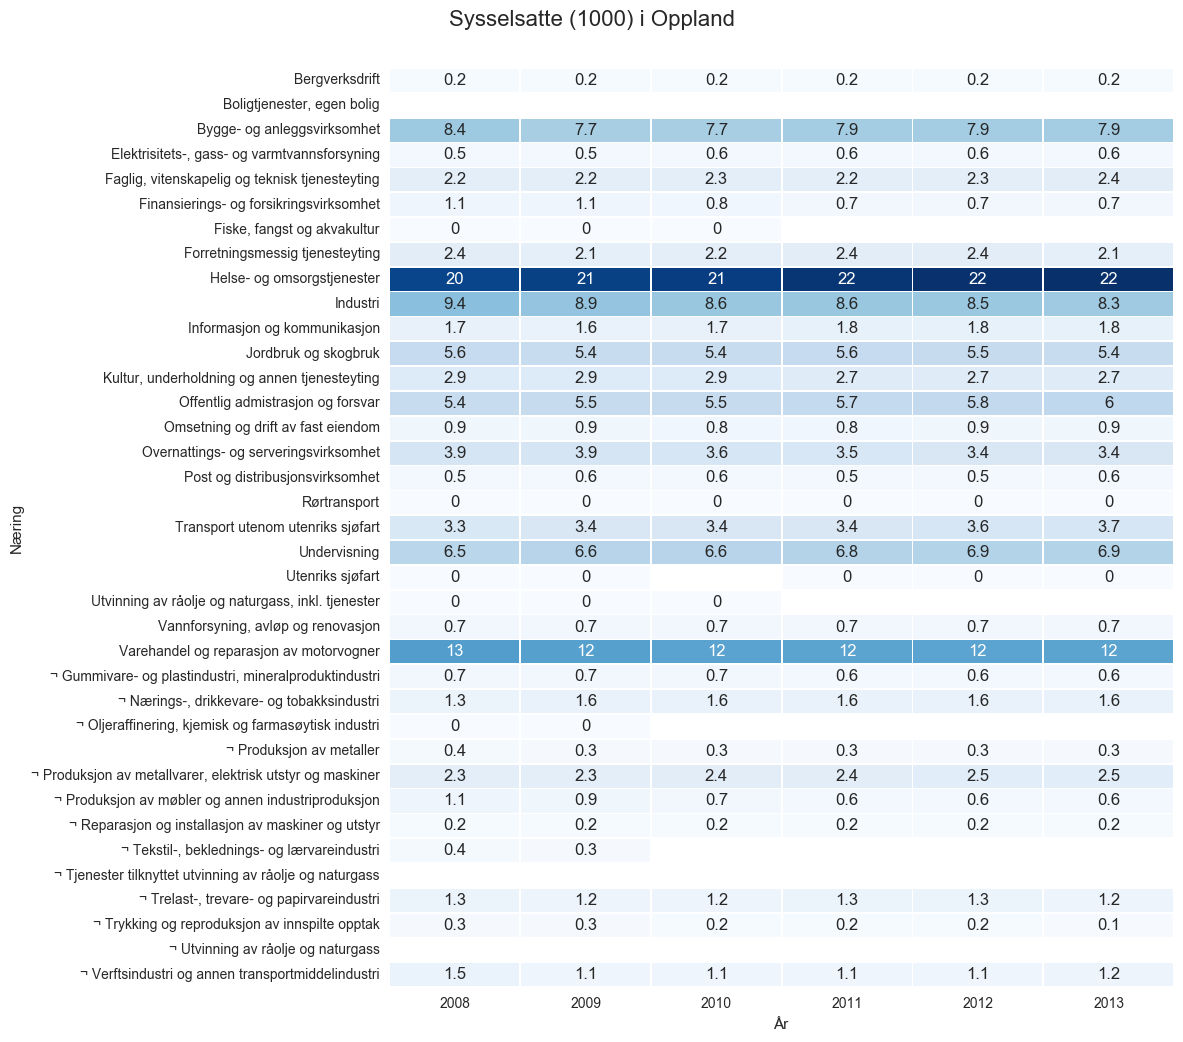 Sysselsatte (1000) i Oppland
Bergverksdrift 0.2 0.2 0.2 0.2 0.2 0.2
Boligtjenester, egen bolig
Bygge- og anleggsvirksomhet 8.4 7.7 7.7 7.9 7.9 7.9
Elektrisitets-, gass- og varmtvannsforsyning 0.5 0.5 0.6 0.6 0.6 0.6
Faglig, vitenskapelig og teknisk tjenesteyting 2.2 2.2 2.3 2.2 2.3 2.4
Finansierings- og forsikringsvirksomhet 1.1 1.1 0.8 0.7 0.7 0.7
Fiske, fangst og akvakultur 0 0 0
Forretningsmessig tjenesteyting 2.4 2.1 2.2 2.4 2.4 2.1
Helse- og omsorgstjenester 20 21 21 22 22 22
Industri 9.4 8.9 8.6 8.6 8.5 8.3
Informasjon og kommunikasjon 1.7 1.6 1.7 1.8 1.8 1.8
Jordbruk og skogbruk 5.6 5.4 5.4 5.6 5.5 5.4
Kultur, underholdning og annen tjenesteyting 2.9 2.9 2.9 2.7 2.7 2.7
Offentlig admistrasjon og forsvar 5.4 5.5 5.5 5.7 5.8 6
Omsetning og drift av fast eiendom 0.9 0.9 0.8 0.8 0.9 0.9
Overnattings- og serveringsvirksomhet 3.9 3.9 3.6 3.5 3.4 3.4
Post og distribusjonsvirksomhet 0.5 0.6 0.6 0.5 0.5 0.6
Rørtransport 0 0 0 0 0 0
Transport utenom utenriks sjøfart 3.3 3.4 3.4 3.4 3.6 3.7
Undervisning 6.5 6.6 6.6 6.8 6.9 6.9
Utenriks sjøfart 0 0 0 0 0
Utvinning av råolje og naturgass, inkl. tjenester 0 0 0
Vannforsyning, avløp og renovasjon 0.7 0.7 0.7 0.7 0.7 0.7
Varehandel og reparasjon av motorvogner 13 12 12 12 12 12
¬ Gummivare- og plastindustri, mineralproduktindustri 0.7 0.7 0.7 0.6 0.6 0.6
¬ Nærings-, drikkevare- og tobakksindustri 1.3 1.6 1.6 1.6 1.6 1.6
¬ Oljeraffinering, kjemisk og farmasøytisk industri 0 0
¬ Produksjon av metaller 0.4 0.3 0.3 0.3 0.3 0.3
¬ Produksjon av metallvarer, elektrisk utstyr og maskiner 2.3 2.3 2.4 2.4 2.5 2.5
¬ Produksjon av møbler og annen industriproduksjon 1.1 0.9 0.7 0.6 0.6 0.6
¬ Reparasjon og installasjon av maskiner og utstyr 0.2 0.2 0.2 0.2 0.2 0.2
¬ Tekstil-, beklednings- og lærvareindustri 0.4 0.3
¬ Tjenester tilknyttet utvinning av råolje og naturgass
¬ Trelast-, trevare- og papirvareindustri 1.3 1.2 1.2 1.3 1.3 1.2
¬ Trykking og reproduksjon av innspilte opptak 0.3 0.3 0.2 0.2 0.2 0.1
¬ Utvinning av råolje og naturgass
¬ Verftsindustri og annen transportmiddelindustri 1.5 1.1 1.1 1.1 1.1 1.2
2008 2009 2010 2011 2012 2013
År
Næring